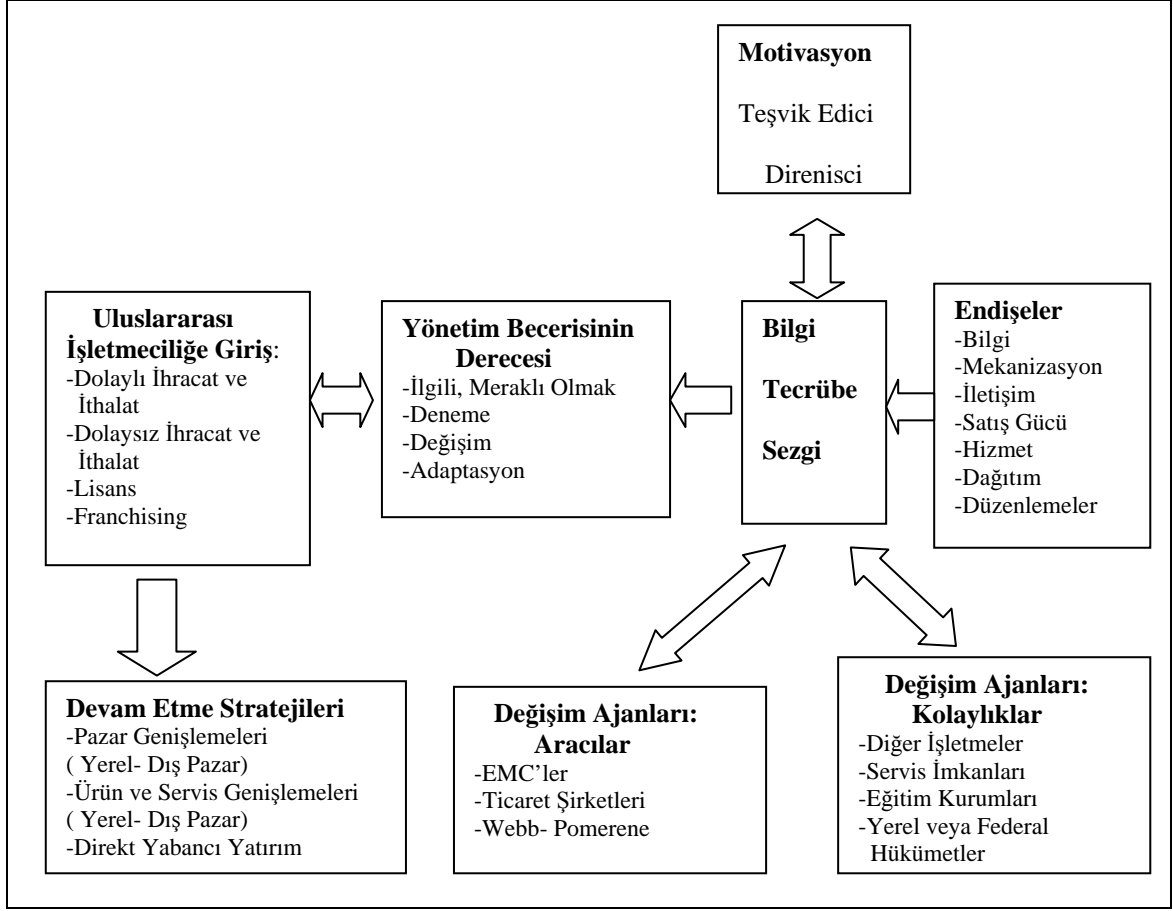 Motivasyon
Teşvik Edici
Direnisci
Uluslararası
İşletmeciliğe Giriş:
-Dolaylı İhracat ve
İthalat
-Dolaysız İhracat ve
İthalat
-Lisans
-Franchising
Yönetim Becerisinin
Derecesi
-İlgili, Meraklı Olmak
-Deneme
-Değişim
-Adaptasyon
Bilgi
Tecrübe
Sezgi
Endişeler
-Bilgi
-Mekanizasyon
-İletişim
-Satış Gücü
-Hizmet
-Dağıtım
-Düzenlemeler
Devam Etme Stratejileri
-Pazar Genişlemeleri
( Yerel- Dış Pazar)
-Ürün ve Servis Genişlemeleri
( Yerel- Dış Pazar)
-Direkt Yabancı Yatırım
Değişim Ajanları:
Aracılar
-EMC’ler
-Ticaret Şirketleri
-Webb- Pomerene
Değişim Ajanları:
Kolaylıklar
-Diğer İşletmeler
-Servis İmkanları
-Eğitim Kurumları
-Yerel veya Federal
Hükümetler